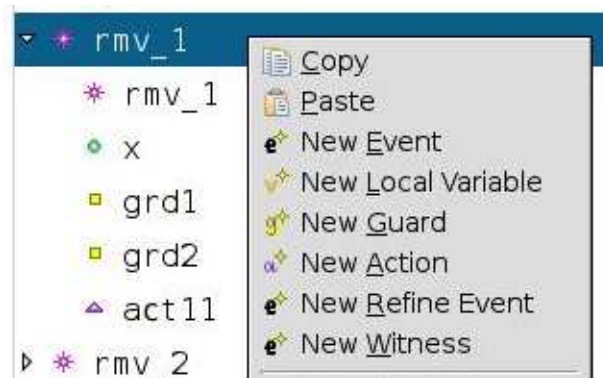 rmv_1
rmv_1
x
grd1
grd2
act11
rmv_2
Copy
Paste
New Event
New Local Variable
New Guard
New Action
New Refine Event
New Witness